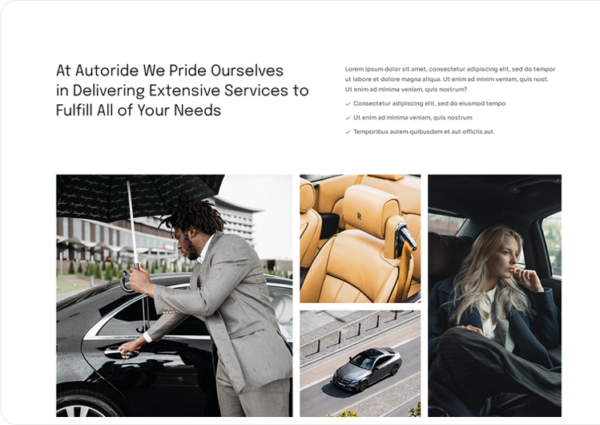 At Autoride We Pride Ourselves
in Delivering Extensive Services to
Fulfill All of Your Needs
Lorem ipsum dolor sit amet, consectetur adipiscing elit, sed do tempor
ut labore et dolore magna aliqua. Ut enim ad minim veniam, quis nost.
Ut enim ad minima veniam, quis nostrum?
Consectetur adipiscing elit, sed do eiusmod tempo
Ut enim ad minima veniam, quis nostrum
Temporibus autem quibusdam et aut officiis aut